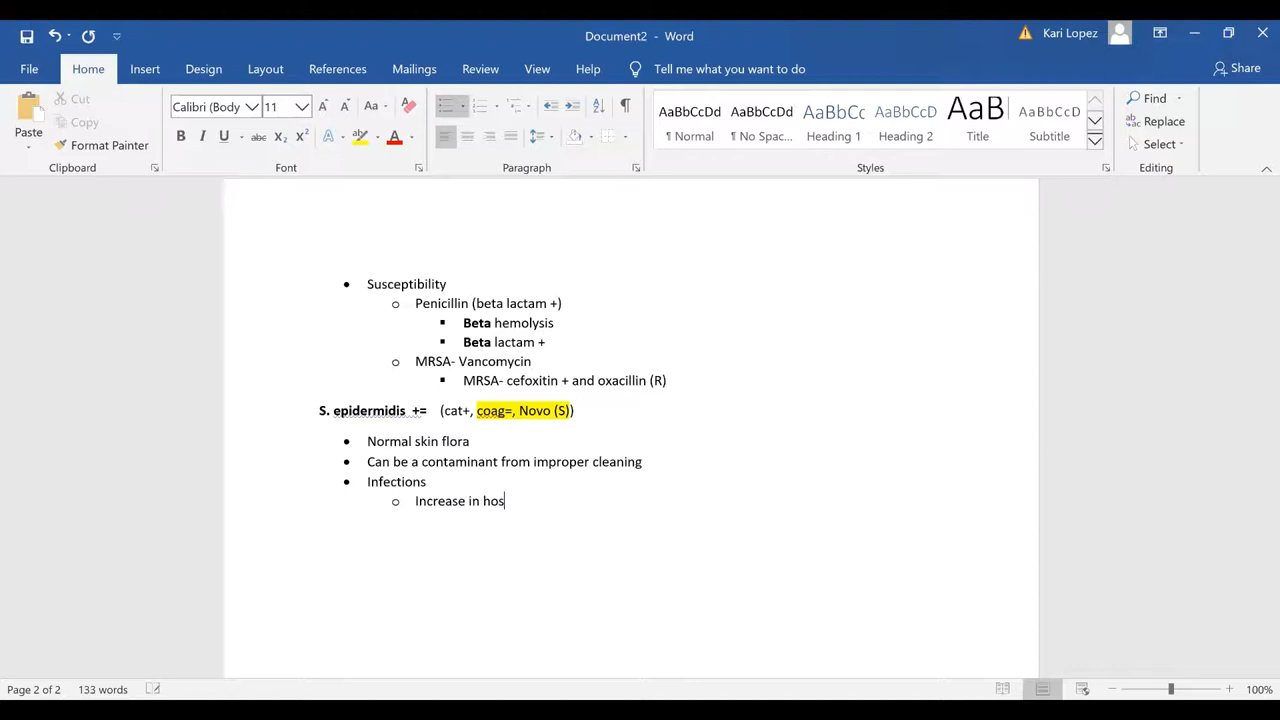 Document2 - Word
Kari Lopez
File Home Insert Design Layout References Mailings Review View Help Tell me what you want to do Share
Paste
Cut
Copy
Format Painter
Clipboard
Calibri (Body 11
Font
Paragraph
AaBbCcDd AaBbCcDd AaBbCc AaBbCcD AaB AaBbCcD
¶ Normal ¶ No Spac... Heading 1 Heading 2 Title Subtitle
Styles
Find
Replace
Select
Editing
• Susceptibility
o Penicillin (beta lactam +)
▪ Beta hemolysis
▪ Beta lactam +
o MRSA- Vancomycin
▪ MRSA- cefoxitin + and oxacillin (R)
S. epidermidis += (cat+, coag=, Novo (S))
• Normal skin flora
• Can be a contaminant from improper cleaning
• Infections
o Increase in hos
Page 2 of 2 133 words 100%